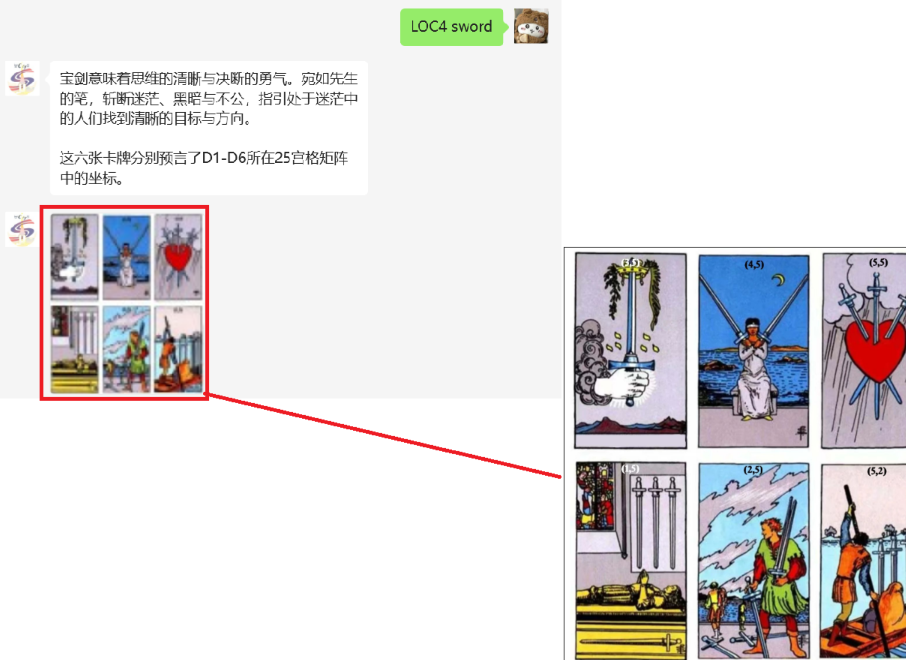 LOC4 sword
宝剑意味着思维的清晰与决断的勇气。宛如先生
的笔，斩断迷茫、黑暗与不公，指引处于迷茫中
的人们找到清晰的目标与方向。
这六张卡牌分别预言了D1-D6所在25宫格矩阵
中的坐标。
(3,5)
(4,5)
(5,5)
(1,5)
(2,5)
(5,2)